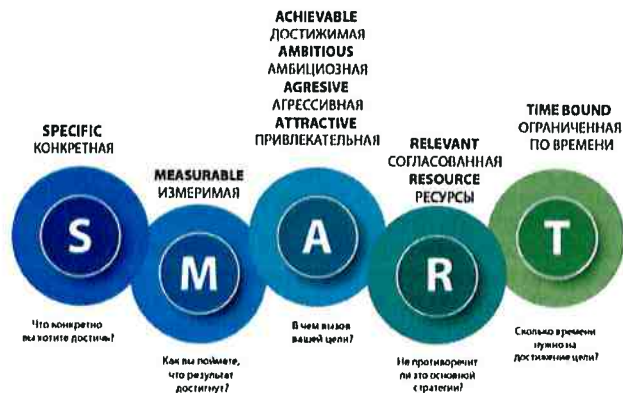 ACHIEVABLE
ДОСТИЖИМАЯ
AMBITIOUS
АМБИЦИОЗНАЯ
AGRESIVE
АГРЕССИВНАЯ
ATTRACTIVE
ПРИВЛЕКАТЕЛЬНАЯ
SPECIFIC
КОНКРЕТНАЯ
MEASURABLE
ИЗМЕРИМАЯ
RELEVANT
СОГЛАСОВАННАЯ
RESOURCE
РЕСУРСЫ
TIME BOUND
ОГРАНИЧЕННАЯ
ПО ВРЕМЕНИ
S
M
A
R
T
Что конкретно
вы хотите достичь?
Как вы поймете,
что результат
достигнут?
В чем вызов
вашей цели?
Не противоречит
ли это основной
стратегии?
Сколько времени
нужно на
достижение цели?